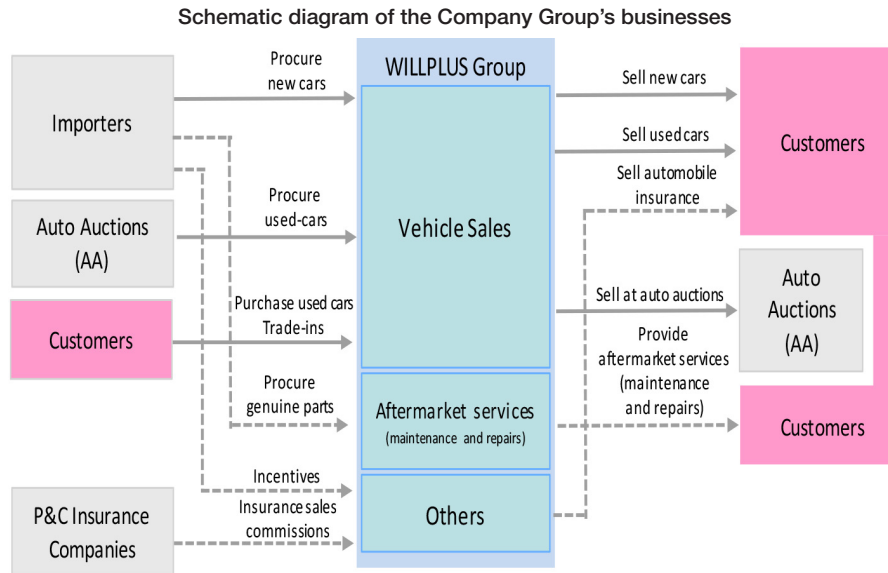 Schematic diagram of the Company Group's businesses
Importers
Auto Auctions
(AA)
Customers
P&C Insurance
Companies
Procure
new cars
Procure
used-cars
Purchase used cars
Trade-ins
Procure
genuine parts
Incentives
Insurance sales
commissions
WILLPLUS Group
Vehicle Sales
Aftermarket services
(maintenance and repairs)
Others
Sell new cars
Sell used cars
Sell automobile
insurance
Sell at auto auctions
Provide
aftermarket services
(maintenance
and repairs)
Customers
Auto
Auctions
(AA)
Customers